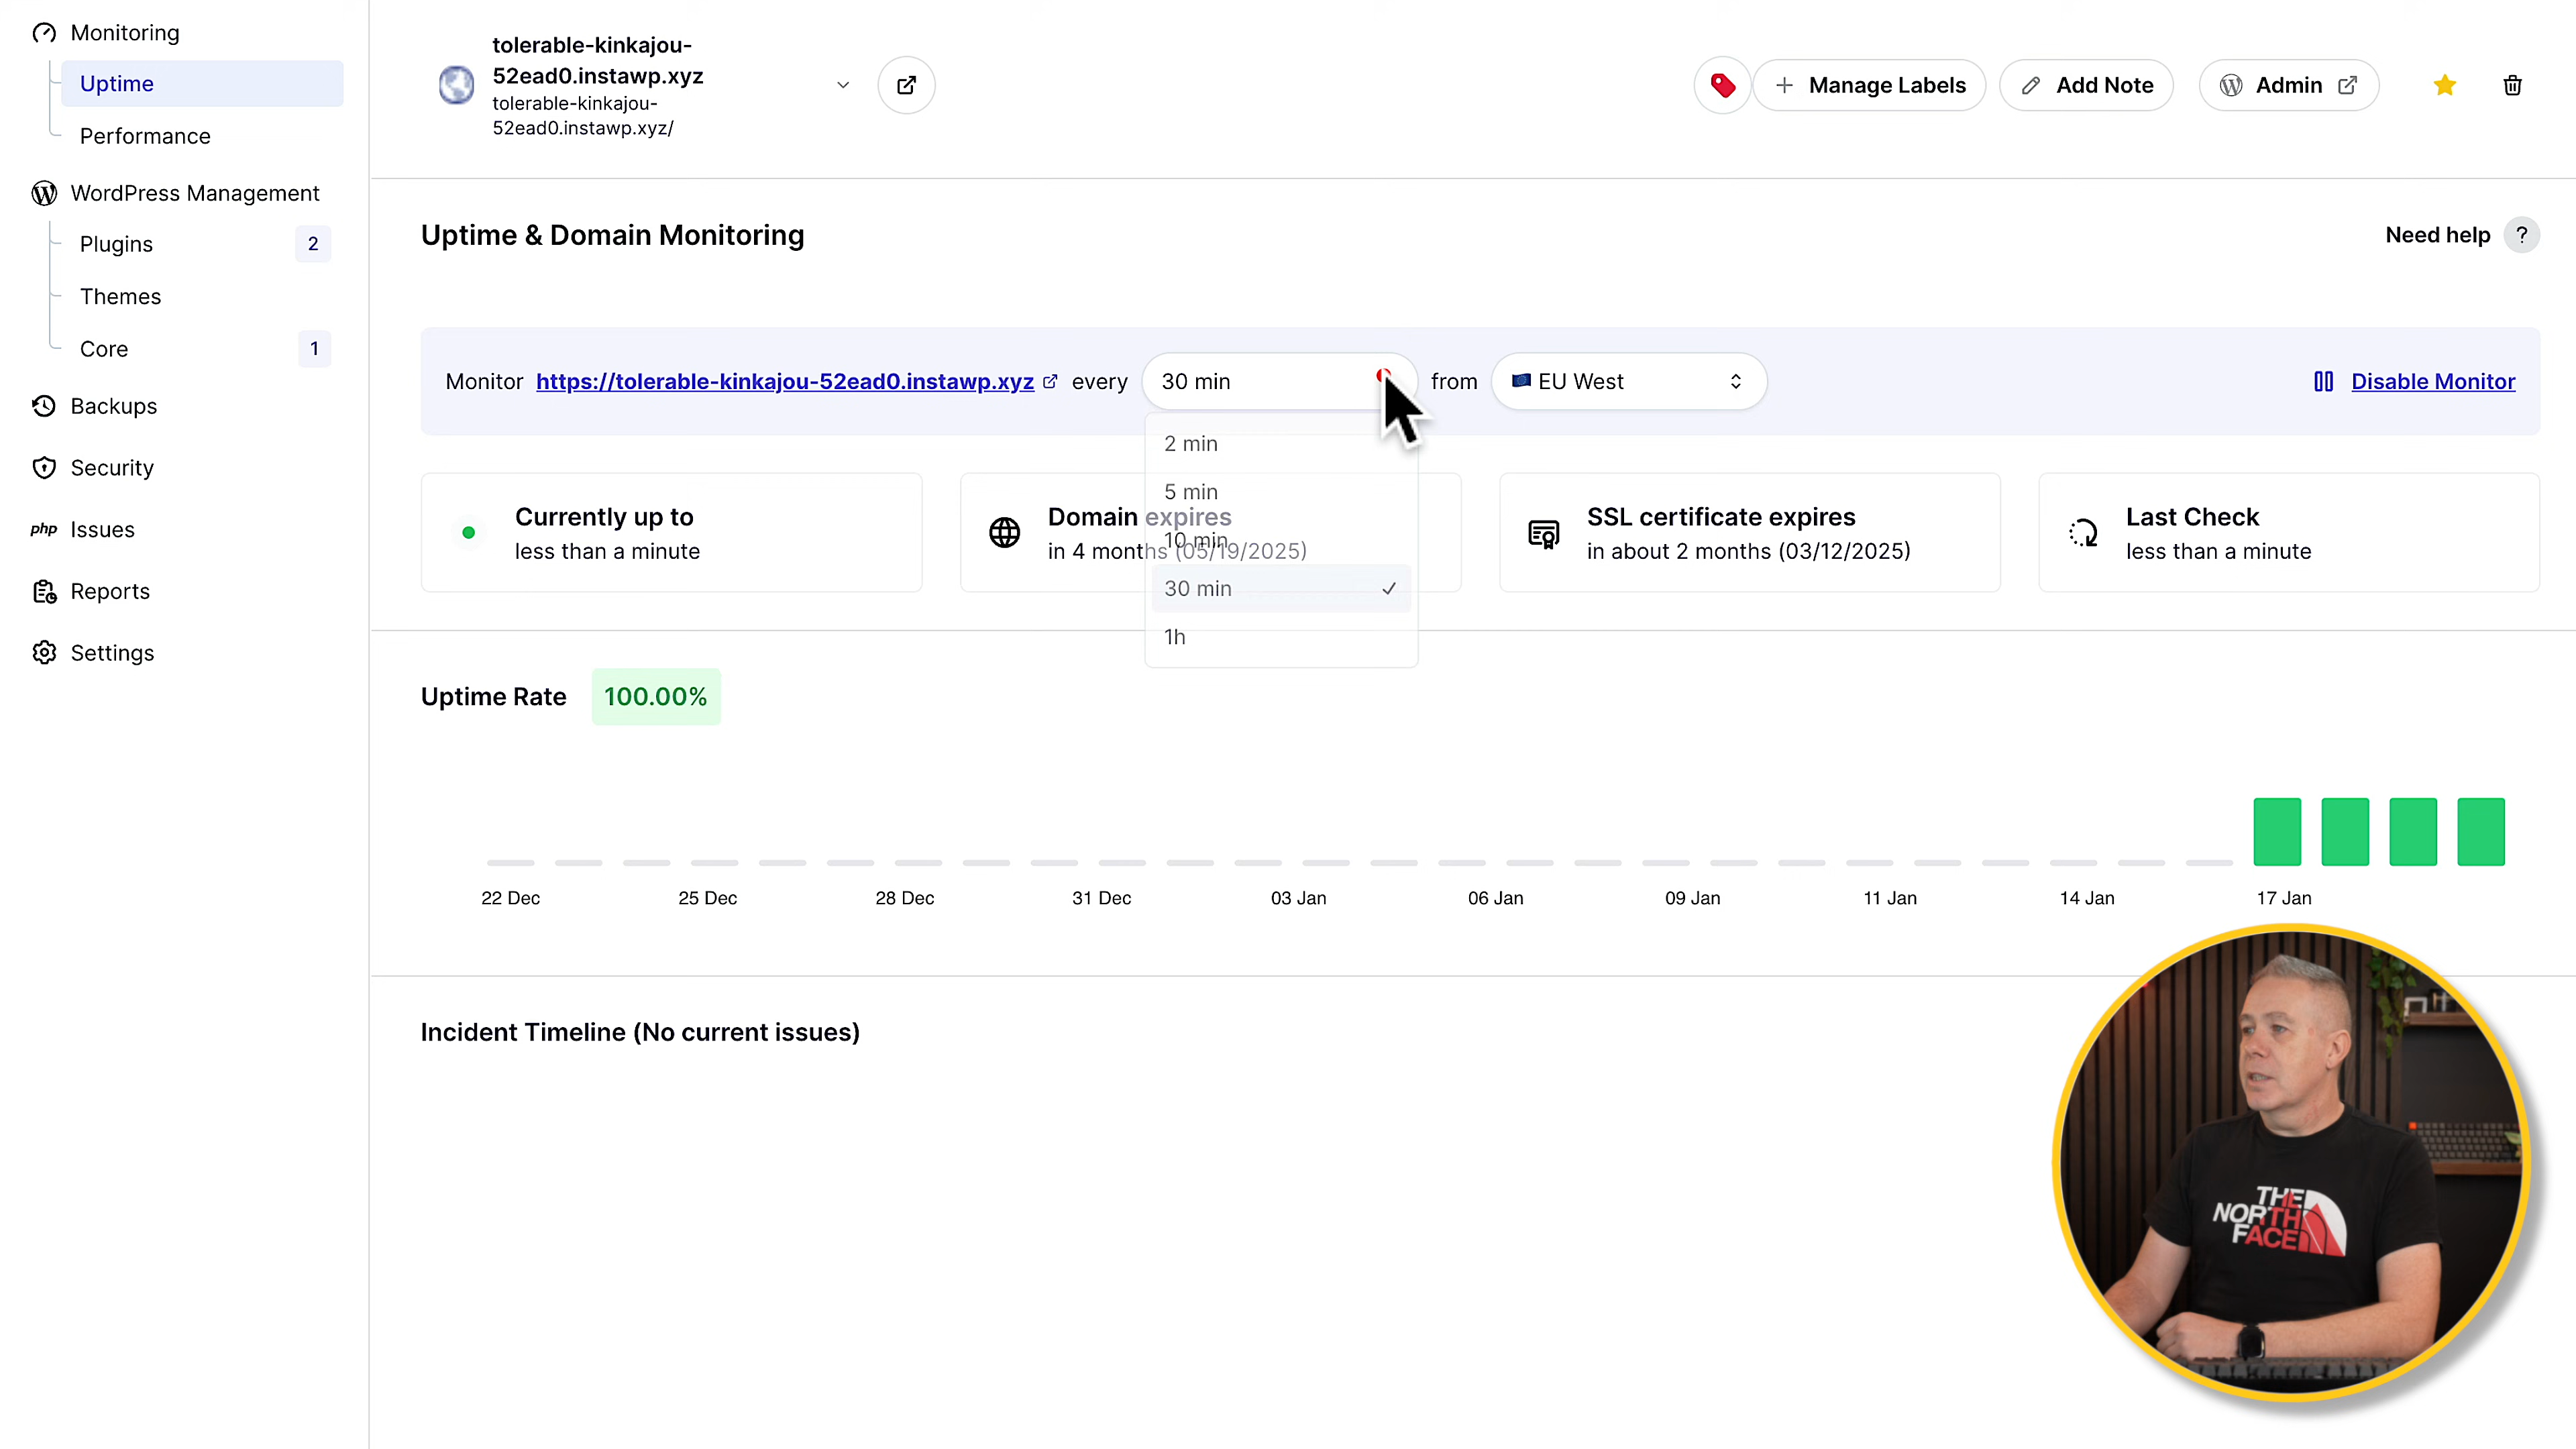 Monitoring
Uptime
Performance
WordPress Management
Plugins 2
Themes
Core 1
Backups
Security
php Issues
Reports
Settings
tolerable-kinkajou-
52ead0.instawp.xyz
tolerable-kinkajou-
52ead0.instawp.xyz/
Manage Labels
Add Note
Admin
Uptime & Domain Monitoring
Need help ?
Monitor https://tolerable-kinkajou-52ead0.instawp.xyz every 30 min from EU West
Disable Monitor
2 min
5 min
10 min
30 min
1h
Currently up to
less than a minute
Domain expires
in 4 months (05/19/2025)
SSL certificate expires
in about 2 months (03/12/2025)
Last Check
less than a minute
Uptime Rate 100.00%
22 Dec 25 Dec 28 Dec 31 Dec 03 Jan 06 Jan 09 Jan 11 Jan 14 Jan 17 Jan
Incident Timeline (No current issues)
THE
NORTH
FACE